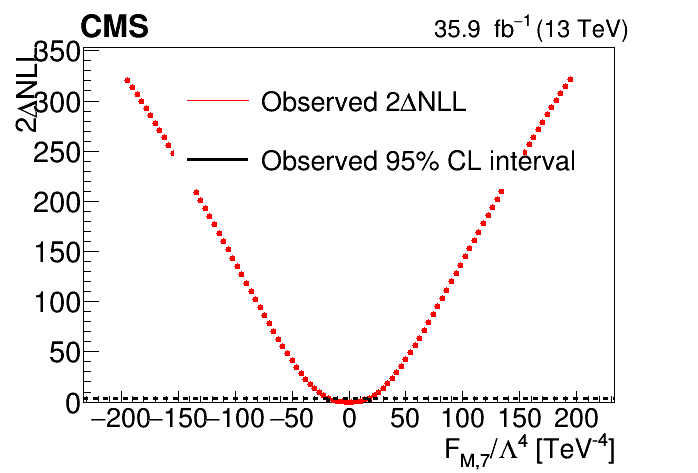 CMS
35.9 fb⁻¹ (13 TeV)
2ΔNLL
350
300
250
200
150
100
50
0
Observed 2ΔNLL
Observed 95% CL interval
−200 −150 −100 −50 0 50 100 150 200
F_M,7/Λ⁴ [TeV⁻⁴]